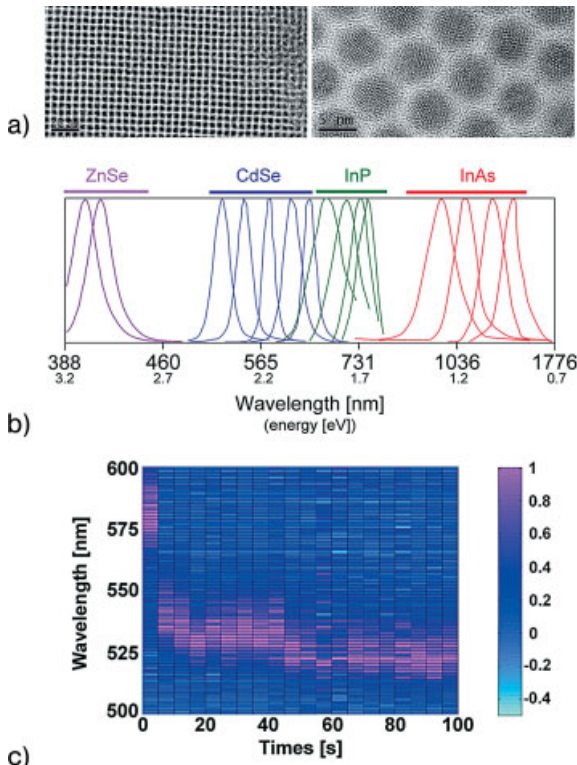 5 nm
a)
ZnSe CdSe InP InAs
388 460 565 731 1036 1776
3.2 2.7 2.2 1.7 1.2 0.7
Wavelength [nm]
(energy [eV])
b)
600
575
550
525
500
Wavelength [nm]
0 20 40 60 80 100
Times [s]
1
0.8
0.6
0.4
0.2
0
-0.2
-0.4
c)